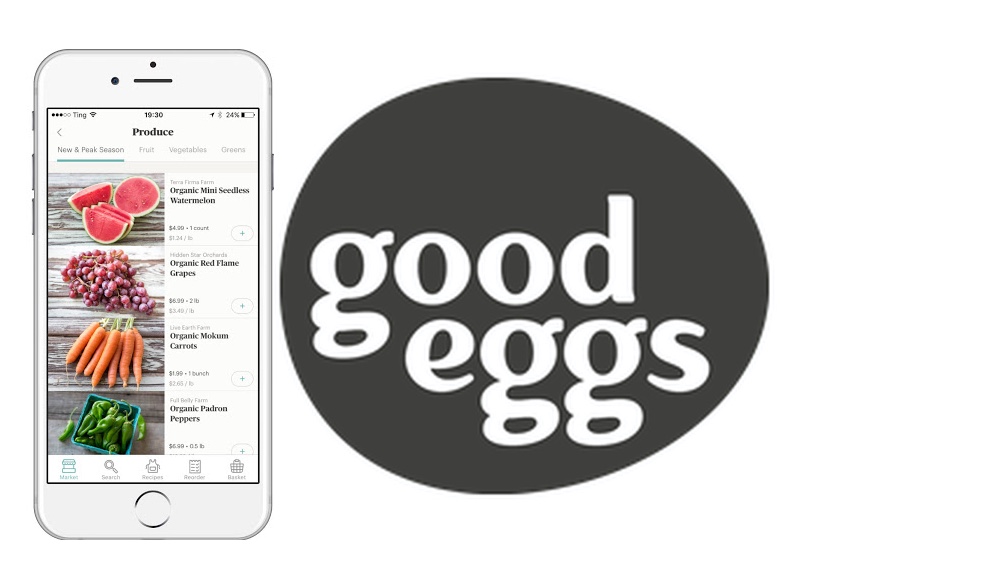 Ting 19:30 24%
Produce
New & Peak Season Fruit Vegetables Greens
Terra Firma Farm
Organic Mini Seedless
Watermelon
$4.99 • 1 count
$1.24 / lb
Hidden Star Orchards
Organic Red Flame
Grapes
$6.99 • 2 lb
$3.49 / lb
Live Earth Farm
Organic Mokum
Carrots
$1.99 • 1 bunch
$2.65 / lb
Full Belly Farm
Organic Padron
Peppers
$6.99 • 0.5 lb
Market Search Recipes Reorder Basket
good
eggs